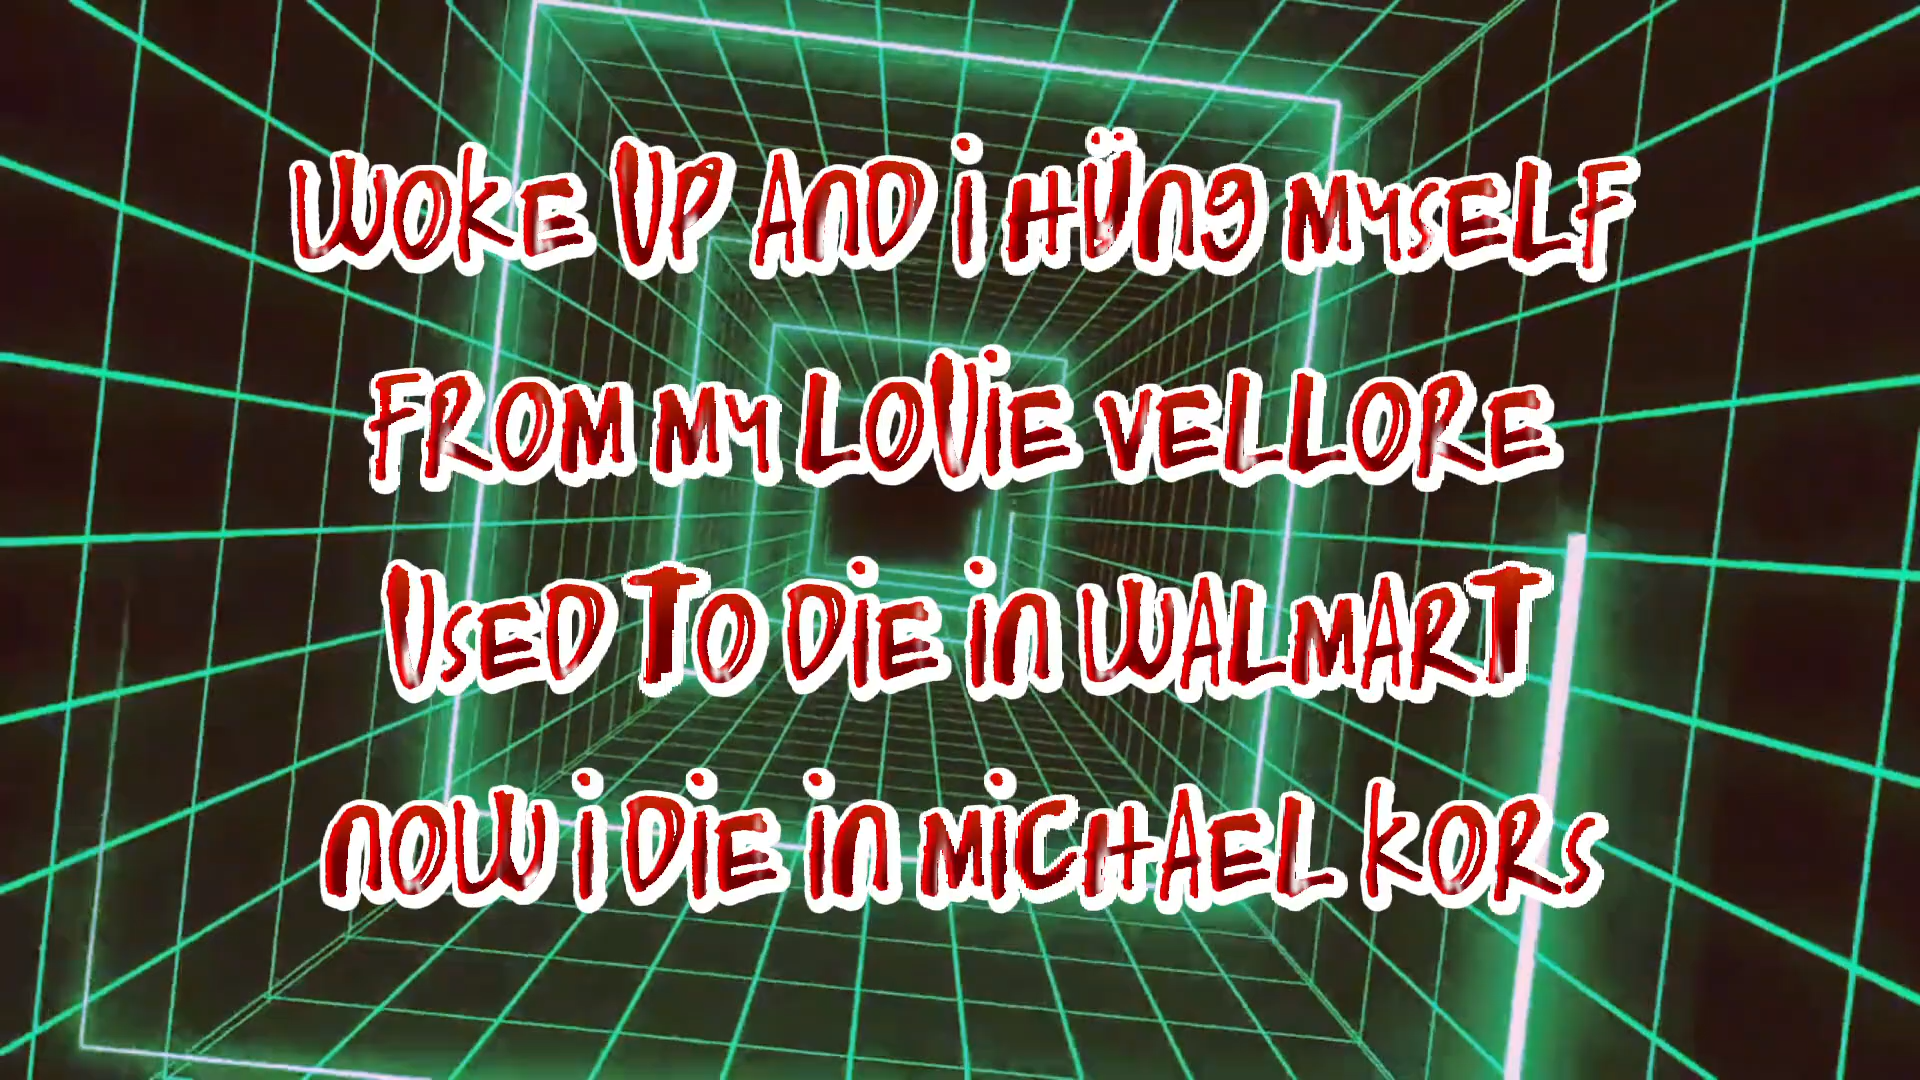 WOKE UP AND i HÜNG MYSELF
FROM MY LOViE VELLORE
USED TO DiE iN WALMART
NOW i DiE iN MiCHAEL KORS